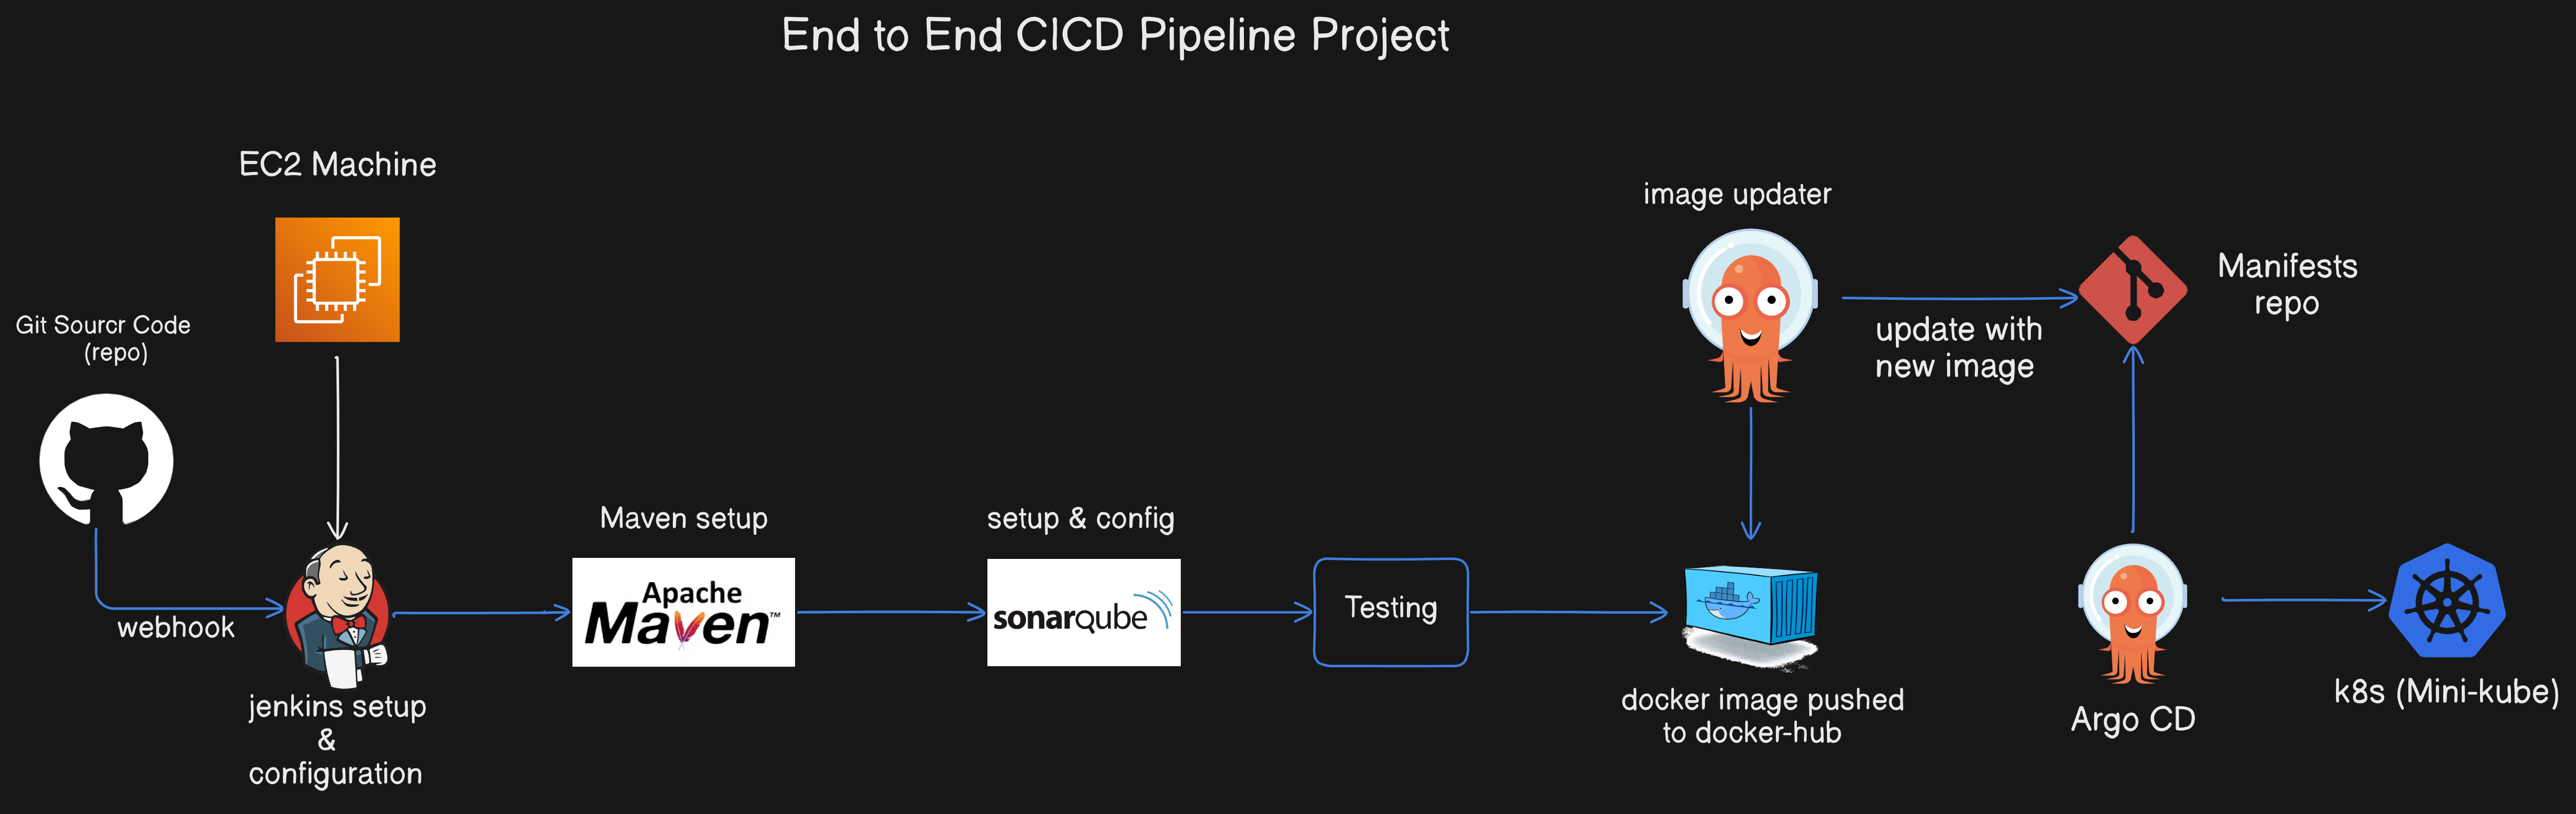 End to End CICD Pipeline Project
EC2 Machine
Git Sourcr Code
(repo)
webhook
jenkins setup
&
configuration
Maven setup
Apache
Maven™
setup & config
sonarqube
Testing
image updater
update with
new image
Manifests
repo
docker image pushed
to docker-hub
Argo CD
k8s (Mini-kube)